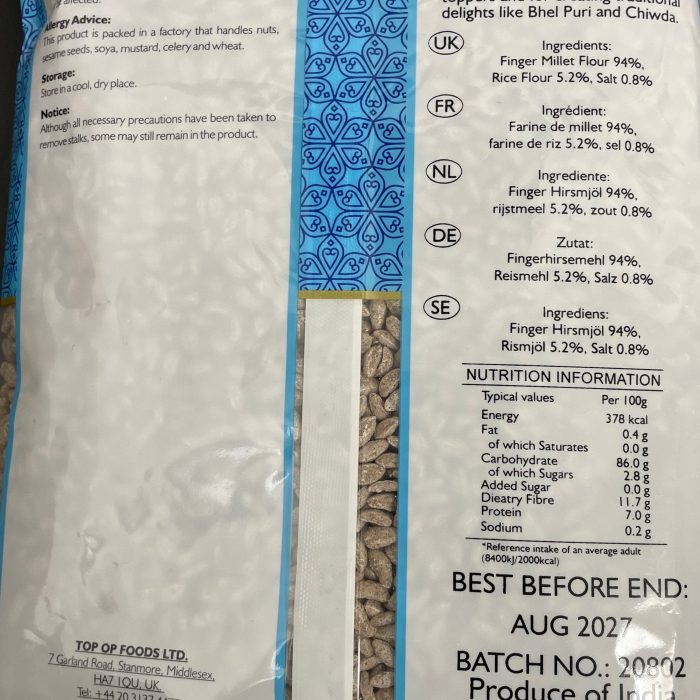 Allergy Advice:
This product is packed in a factory that handles nuts,
sesame seeds, soya, mustard, celery and wheat.
Storage:
Store in a cool, dry place.
Notice:
Although all necessary precautions have been taken to
remove stalks, some may still remain in the product.
TOP OP FOODS LTD.
7 Garland Road, Stanmore, Middlesex,
HA7 1QU, UK.
Tel: +44 20 3137
delights like Bhel Puri and Chiwda.
UK
Ingredients:
Finger Millet Flour 94%,
Rice Flour 5.2%, Salt 0.8%
FR
Ingrédient:
Farine de millet 94%,
farine de riz 5.2%, sel 0.8%
NL
Ingrediente:
Finger Hirsmjöl 94%,
rijstmeel 5.2%, zout 0.8%
DE
Zutat:
Fingerhirsemehl 94%,
Reismehl 5.2%, Salz 0.8%
SE
Ingrediens:
Finger Hirsmjöl 94%,
Rismjöl 5.2%, Salt 0.8%
NUTRITION INFORMATION
Typical values Per 100g
Energy 378 kcal
Fat 0.4 g
of which Saturates 0.0 g
Carbohydrate 86.0 g
of which Sugars 2.8 g
Added Sugar 0.0 g
Dieatry Fibre 11.7 g
Protein 7.0 g
Sodium 0.2 g
*Reference intake of an average adult
(8400kJ/2000kcal)
BEST BEFORE END:
AUG 2027
BATCH NO.: 20802
Produce of India